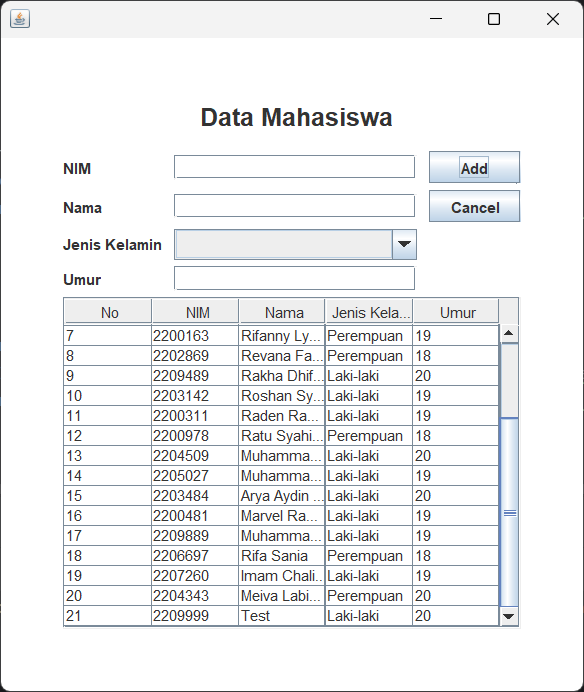 Data Mahasiswa
NIM Add
Nama Cancel
Jenis Kelamin
Umur
No NIM Nama Jenis Kela... Umur
7 2200163 Rifanny Ly... Perempuan 19
8 2202869 Revana Fa... Perempuan 18
9 2209489 Rakha Dhif... Laki-laki 20
10 2203142 Roshan Sy... Laki-laki 19
11 2200311 Raden Ra... Laki-laki 19
12 2200978 Ratu Syahi... Perempuan 18
13 2204509 Muhamma... Laki-laki 20
14 2205027 Muhamma... Laki-laki 19
15 2203484 Arya Aydin ... Laki-laki 20
16 2200481 Marvel Ra... Laki-laki 19
17 2209889 Muhamma... Laki-laki 19
18 2206697 Rifa Sania Perempuan 18
19 2207260 Imam Chali... Laki-laki 19
20 2204343 Meiva Labi... Perempuan 20
21 2209999 Test Laki-laki 20